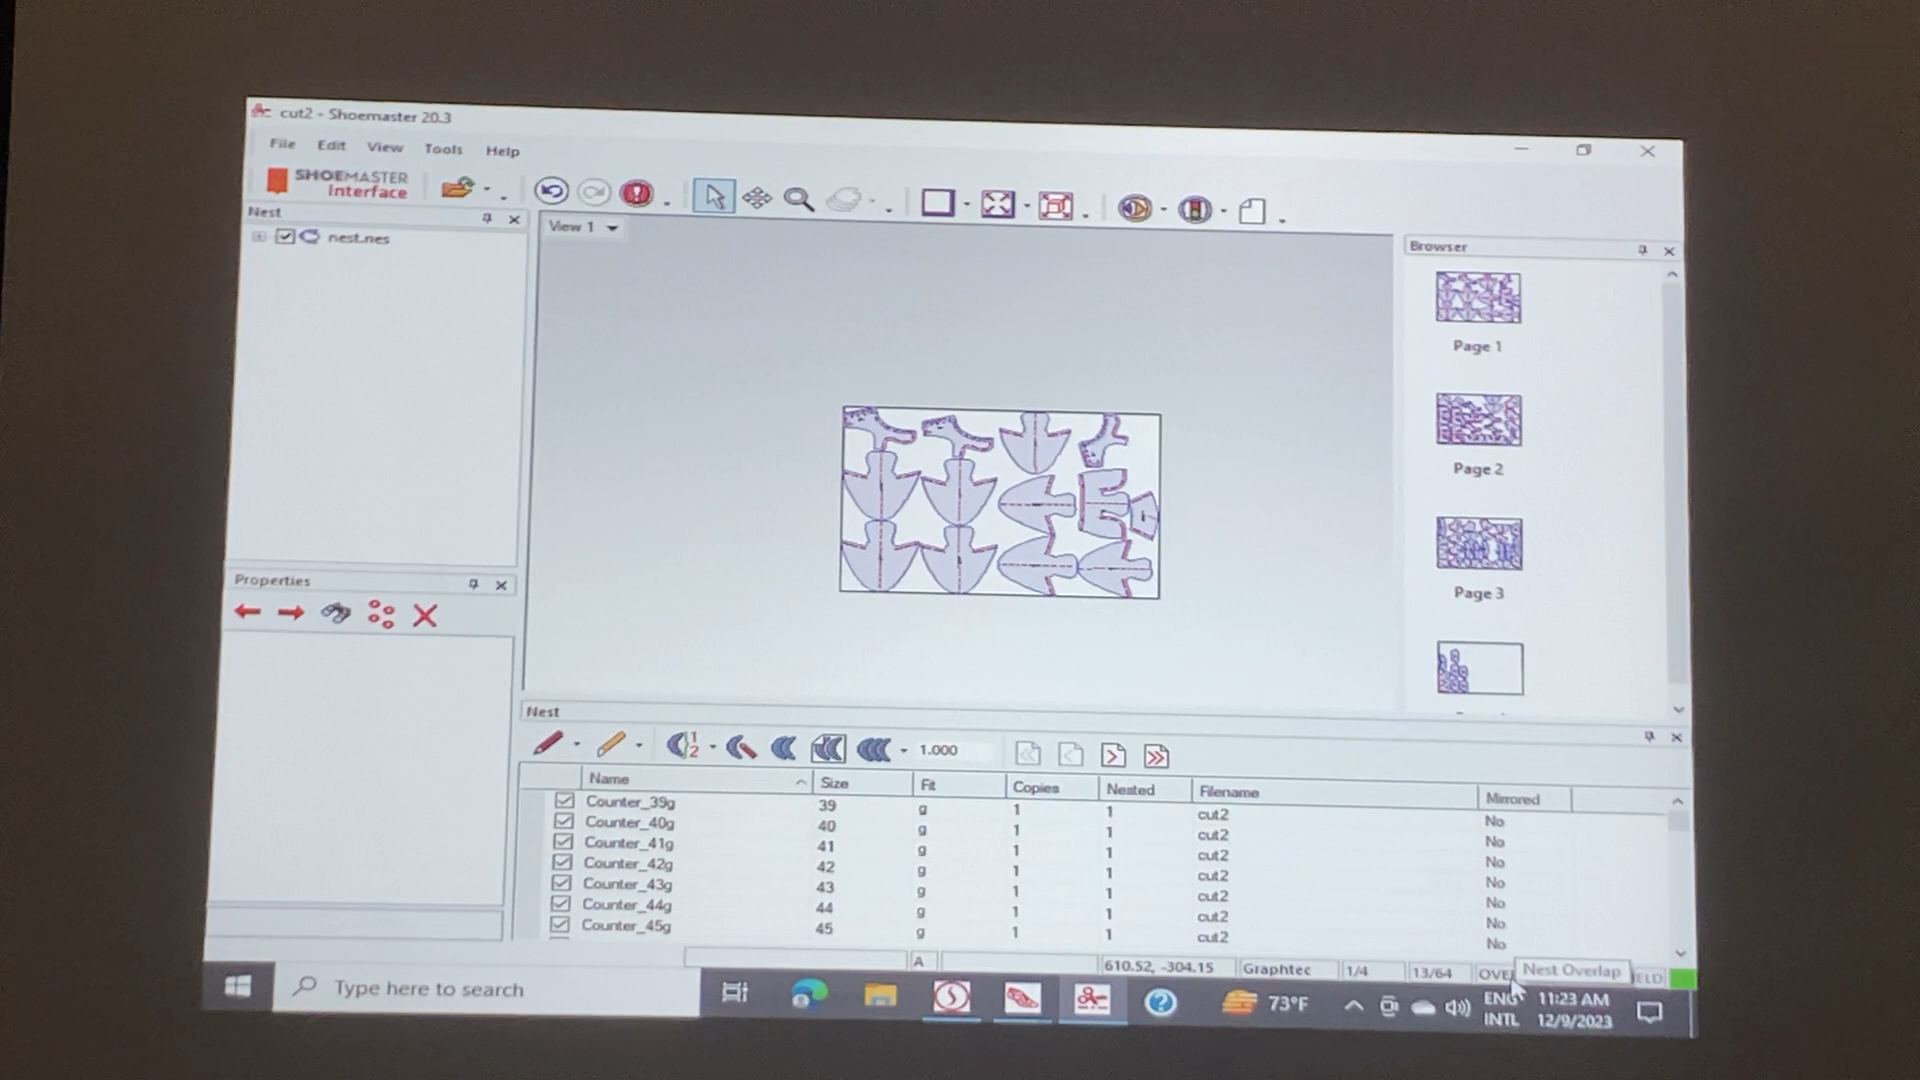 cut2 - Shoemaster 20.3
File Edit View Tools Help
SHOEMASTER
Interface
Nest
nest.nes
View 1
Browser
Page 1
Page 2
Page 3
Properties
Nest
1
2
1.000
Name Size Fit Copies Nested Filename Mirrored
Counter_39g 39 g 1 1 cut2 No
Counter_40g 40 g 1 1 cut2 No
Counter_41g 41 g 1 1 cut2 No
Counter_42g 42 g 1 1 cut2 No
Counter_43g 43 g 1 1 cut2 No
Counter_44g 44 g 1 1 cut2 No
Counter_45g 45 g 1 1 cut2 No
A 610.52, -304.15 Graphtec 1/4 13/64 OVE Nest Overlap IELD
Type here to search
73°F
ENG
INTL
11:23 AM
12/9/2023